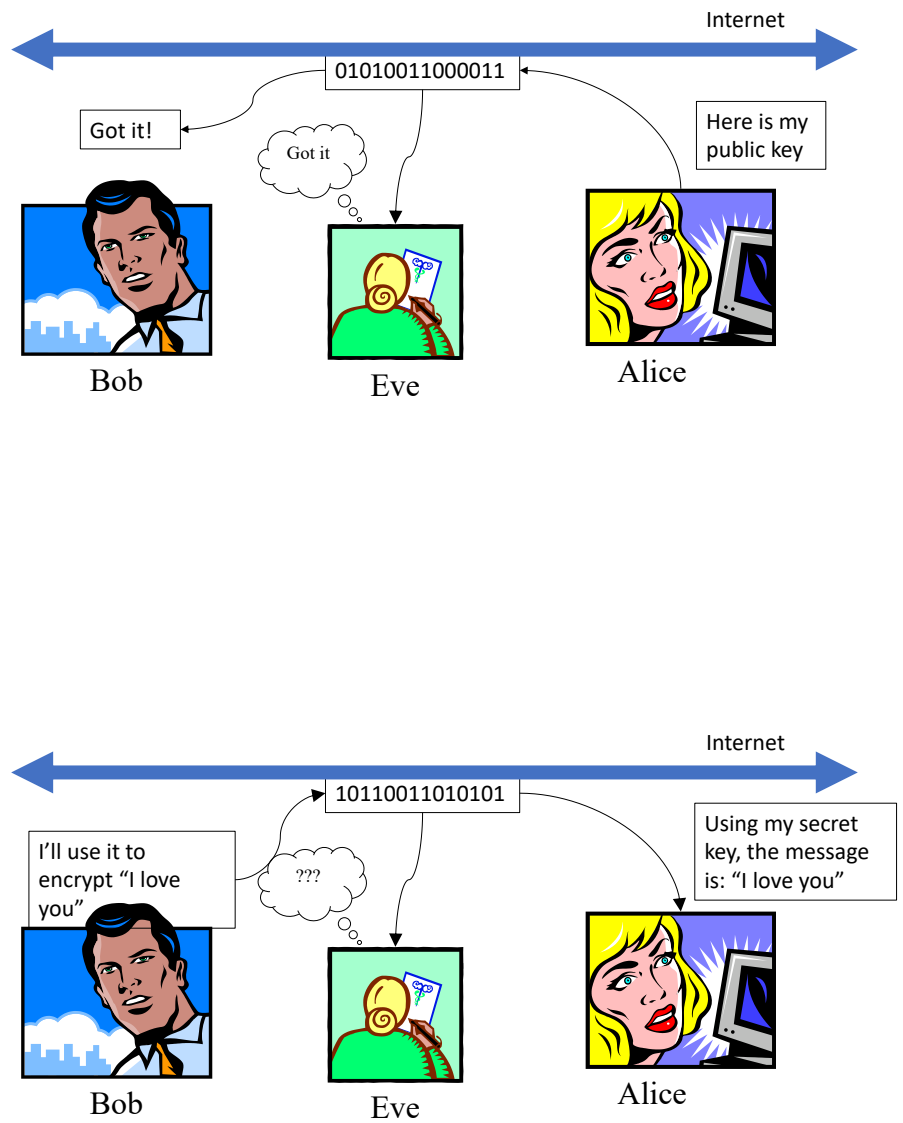 Internet
01010011000011
Got it!
Got it
Here is my
public key
Bob
Eve
Alice
Internet
10110011010101
I'll use it to
encrypt “I love
you”
???
Using my secret
key, the message
is: “I love you”
Bob
Eve
Alice